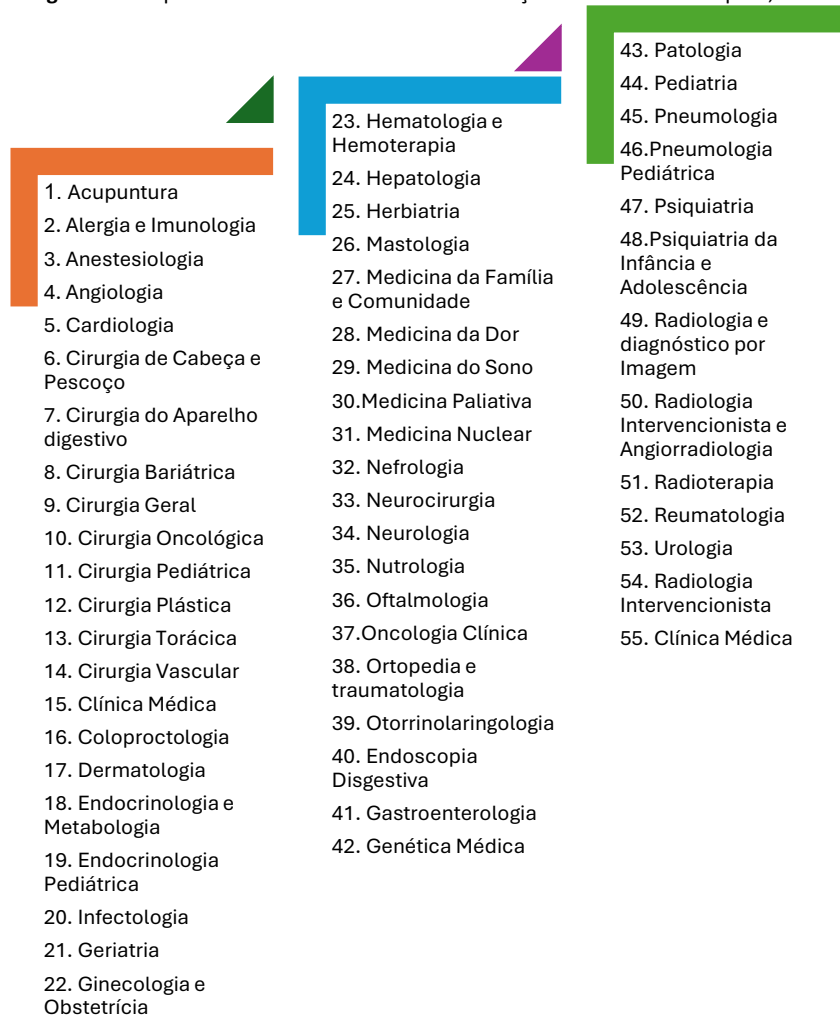 1. Acupuntura
2. Alergia e Imunologia
3. Anestesiologia
4. Angiologia
5. Cardiologia
6. Cirurgia de Cabeça e
Pescoço
7. Cirurgia do Aparelho
digestivo
8. Cirurgia Bariátrica
9. Cirurgia Geral
10. Cirurgia Oncológica
11. Cirurgia Pediátrica
12. Cirurgia Plástica
13. Cirurgia Torácica
14. Cirurgia Vascular
15. Clínica Médica
16. Coloproctologia
17. Dermatologia
18. Endocrinologia e
Metabologia
19. Endocrinologia
Pediátrica
20. Infectologia
21. Geriatria
22. Ginecologia e
Obstetrícia
23. Hematologia e
Hemoterapia
24. Hepatologia
25. Herbiatria
26. Mastologia
27. Medicina da Família
e Comunidade
28. Medicina da Dor
29. Medicina do Sono
30.Medicina Paliativa
31. Medicina Nuclear
32. Nefrologia
33. Neurocirurgia
34. Neurologia
35. Nutrologia
36. Oftalmologia
37.Oncologia Clínica
38. Ortopedia e
traumatologia
39. Otorrinolaringologia
40. Endoscopia
Disgestiva
41. Gastroenterologia
42. Genética Médica
43. Patologia
44. Pediatria
45. Pneumologia
46.Pneumologia
Pediátrica
47. Psiquiatria
48.Psiquiatria da
Infância e
Adolescência
49. Radiologia e
diagnóstico por
Imagem
50. Radiologia
Intervencionista e
Angiorradiologia
51. Radioterapia
52. Reumatologia
53. Urologia
54. Radiologia
Intervencionista
55. Clínica Médica